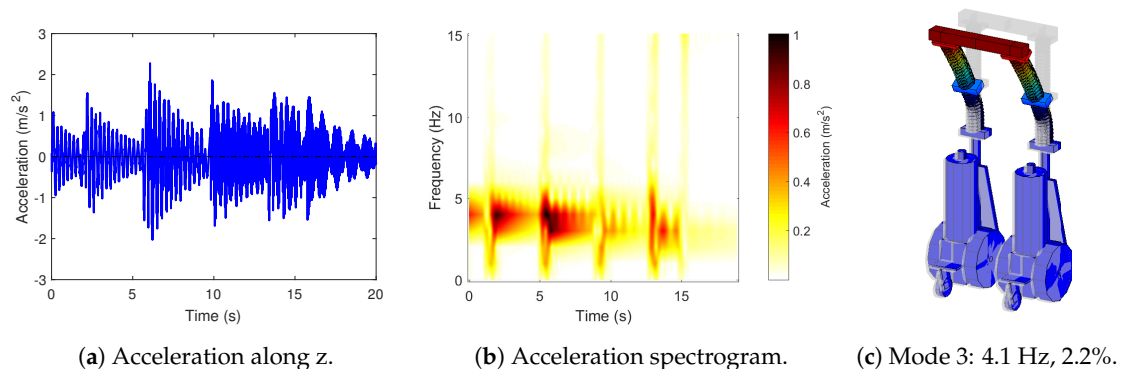 3
2
1
0
-1
-2
-3
Acceleration (m/s²)
0 5 10 15 20
Time (s)
15
10
5
0
Frequency (Hz)
0 5 10 15
Time (s)
1
0.8
0.6
0.4
0.2
Acceleration (m/s²)
(a) Acceleration along z.
(b) Acceleration spectrogram.
(c) Mode 3: 4.1 Hz, 2.2%.